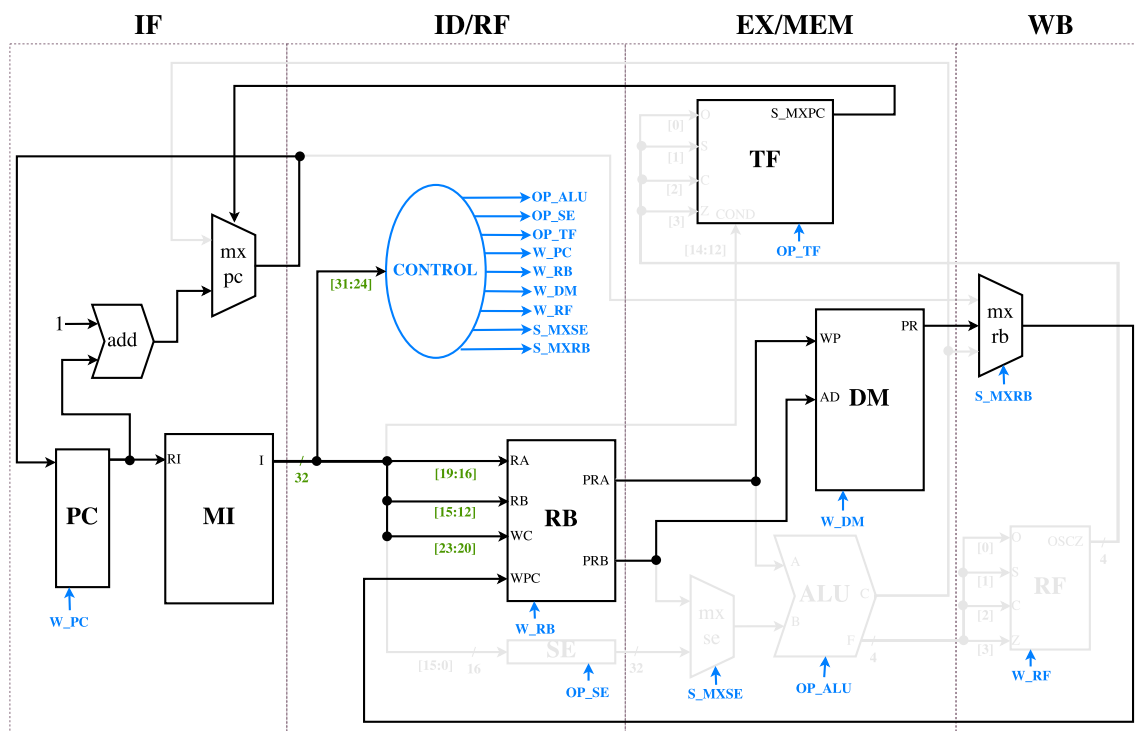 IF
ID/RF
EX/MEM
WB
S_MXPC
TF
[0]
O
[1]
S
[2]
C
[3]
Z
COND
[14:12]
OP_TF
CONTROL
OP_ALU
OP_SE
OP_TF
W_PC
W_RB
W_DM
W_RF
S_MXSE
S_MXRB
[31:24]
mx
pc
1
add
mx
rb
S_MXRB
WP
PR
AD
DM
W_DM
PC
W_PC
RI
I
MI
32
[19:16]
[15:12]
[23:20]
RA
RB
WC
WPC
PRA
PRB
RB
W_RB
[15:0]
16
SE
32
OP_SE
mx
se
S_MXSE
A
B
ALU
C
F
4
OP_ALU
[0]
O
[1]
S
[2]
C
[3]
Z
OSCZ
4
RF
W_RF